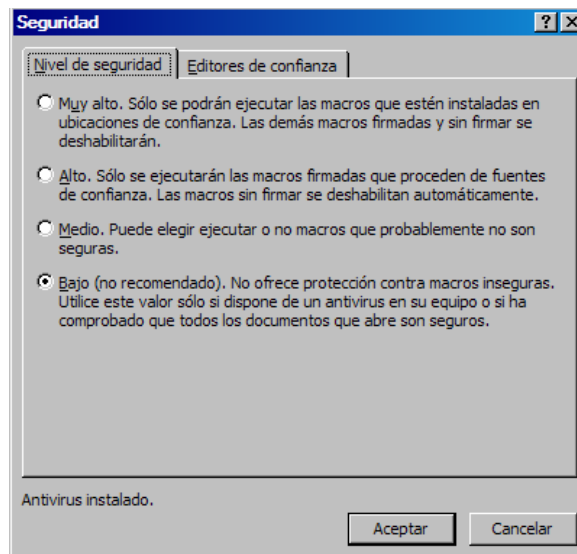 Seguridad
Nivel de seguridad
Editores de confianza
Muy alto. Sólo se podrán ejecutar las macros que estén instaladas en
ubicaciones de confianza. Las demás macros firmadas y sin firmar se
deshabilitarán.
Alto. Sólo se ejecutarán las macros firmadas que proceden de fuentes
de confianza. Las macros sin firmar se deshabilitan automáticamente.
Medio. Puede elegir ejecutar o no macros que probablemente no son
seguras.
Bajo (no recomendado). No ofrece protección contra macros inseguras.
Utilice este valor sólo si dispone de un antivirus en su equipo o si ha
comprobado que todos los documentos que abre son seguros.
Antivirus instalado.
Aceptar
Cancelar